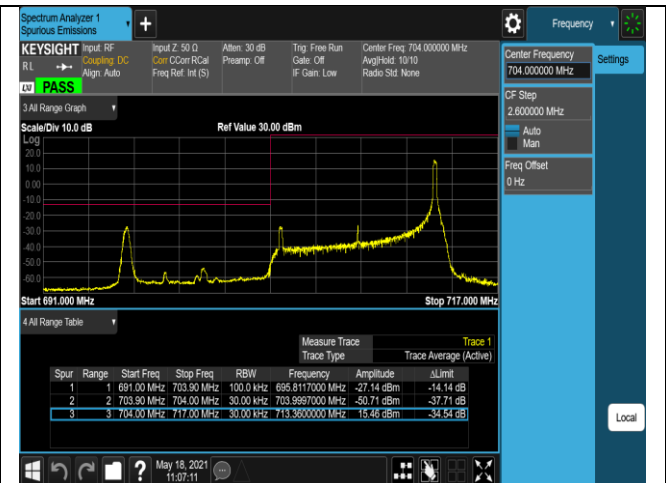 Spectrum Analyzer 1
Spurious Emissions
Frequency
KEYSIGHT Input: RF Input Z: 50 Ω Atten: 30 dB Trig: Free Run Center Freq: 704.000000 MHz
RL Coupling: DC Corr CCorr RCal Preamp: Off Gate: Off Avg|Hold: 10/10
Align: Auto Freq Ref: Int (S) IF Gain: Low Radio Std: None
PASS
Center Frequency
704.000000 MHz
Settings
CF Step
2.600000 MHz
Auto
Man
Freq Offset
0 Hz
3 All Range Graph
Scale/Div 10.0 dB Ref Value 30.00 dBm
Log
20.0
10.0
0.00
-10.0
-20.0
-30.0
-40.0
-50.0
-60.0
Start 691.000 MHz Stop 717.000 MHz
4 All Range Table
Measure Trace Trace 1
Trace Type Trace Average (Active)
Spur Range Start Freq Stop Freq RBW Frequency Amplitude ΔLimit
1 1 691.00 MHz 703.90 MHz 100.0 kHz 695.8117000 MHz -27.14 dBm -14.14 dB
2 2 703.90 MHz 704.00 MHz 30.00 kHz 703.9997000 MHz -50.71 dBm -37.71 dB
3 3 704.00 MHz 717.00 MHz 30.00 kHz 713.3600000 MHz 15.46 dBm -34.54 dB
Local
May 18, 2021
11:07:11